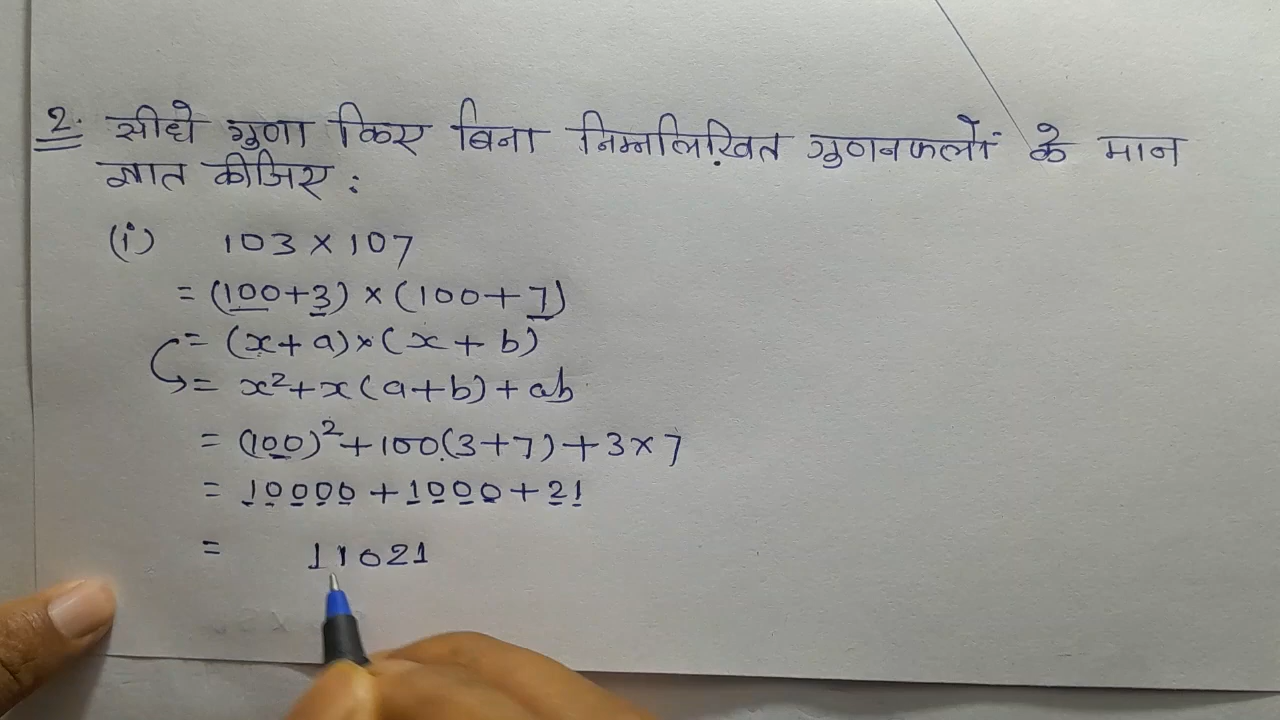 2. सीधे गुणा किए बिना निम्नलिखित गुणनफलों के मान
ज्ञात कीजिए :
(i) 103 × 107
= (100+3) × (100+7)
= (x+a)×(x+b)
= x²+x(a+b)+ab
= (100)²+100(3+7)+3×7
= 10000+1000+21
= 11021